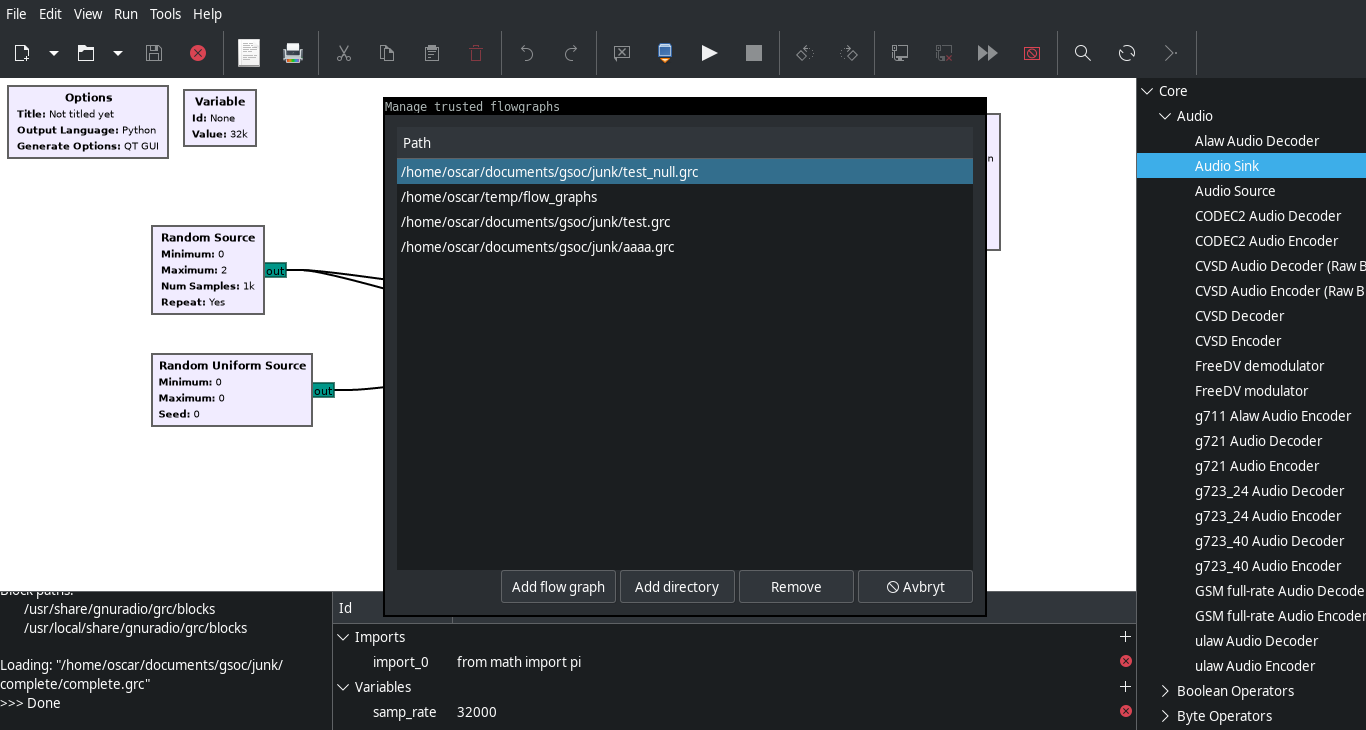 File Edit View Run Tools Help
Options
Title: Not titled yet
Output Language: Python
Generate Options: QT GUI
Variable
Id: None
Value: 32k
Random Source
Minimum: 0
Maximum: 2
Num Samples: 1k
Repeat: Yes
out
Random Uniform Source
Minimum: 0
Maximum: 0
Seed: 0
out
n
Manage trusted flowgraphs
Path
/home/oscar/documents/gsoc/junk/test_null.grc
/home/oscar/temp/flow_graphs
/home/oscar/documents/gsoc/junk/test.grc
/home/oscar/documents/gsoc/junk/aaaa.grc
Add flow graph Add directory Remove Avbryt
Block paths:
/usr/share/gnuradio/grc/blocks
/usr/local/share/gnuradio/grc/blocks
Loading: "/home/oscar/documents/gsoc/junk/
complete/complete.grc"
>>> Done
Id
Imports
import_0 from math import pi
Variables
samp_rate 32000
Core
Audio
Alaw Audio Decoder
Audio Sink
Audio Source
CODEC2 Audio Decoder
CODEC2 Audio Encoder
CVSD Audio Decoder (Raw B
CVSD Audio Encoder (Raw B
CVSD Decoder
CVSD Encoder
FreeDV demodulator
FreeDV modulator
g711 Alaw Audio Encoder
g721 Audio Decoder
g721 Audio Encoder
g723_24 Audio Decoder
g723_24 Audio Encoder
g723_40 Audio Decoder
g723_40 Audio Encoder
GSM full-rate Audio Decode
GSM full-rate Audio Encoder
ulaw Audio Decoder
ulaw Audio Encoder
Boolean Operators
Byte Operators